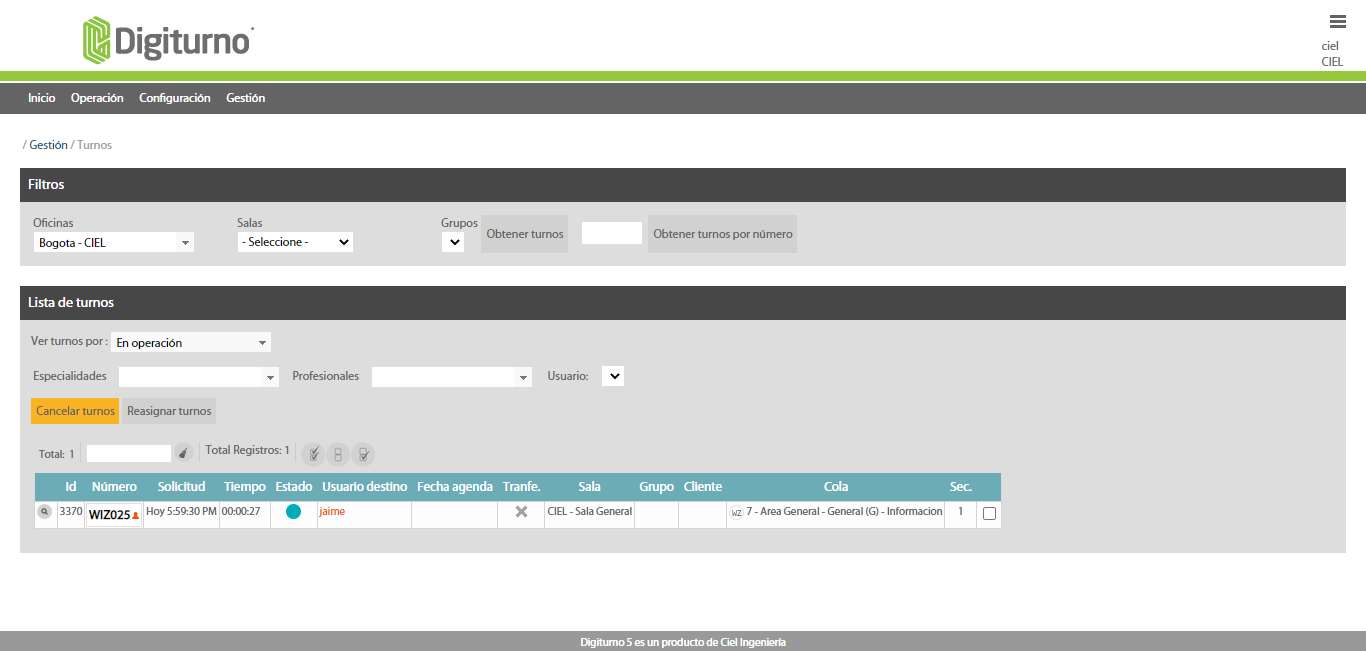 Digiturno
ciel
CIEL
Inicio Operación Configuración Gestión
/ Gestión / Turnos
Filtros
Oficinas Salas Grupos
Bogota - CIEL - Seleccione - Obtener turnos Obtener turnos por número
Lista de turnos
Ver turnos por : En operación
Especialidades Profesionales Usuario:
Cancelar turnos Reasignar turnos
Total: 1 Total Registros: 1
Id Número Solicitud Tiempo Estado Usuario destino Fecha agenda Tranfe. Sala Grupo Cliente Cola Sec.
3370 WIZ025 Hoy 5:59:30 PM 00:00:27 jaime CIEL - Sala General WZ 7 - Area General - General (G) - Informacion 1
Digiturno 5 es un producto de Ciel Ingeniería